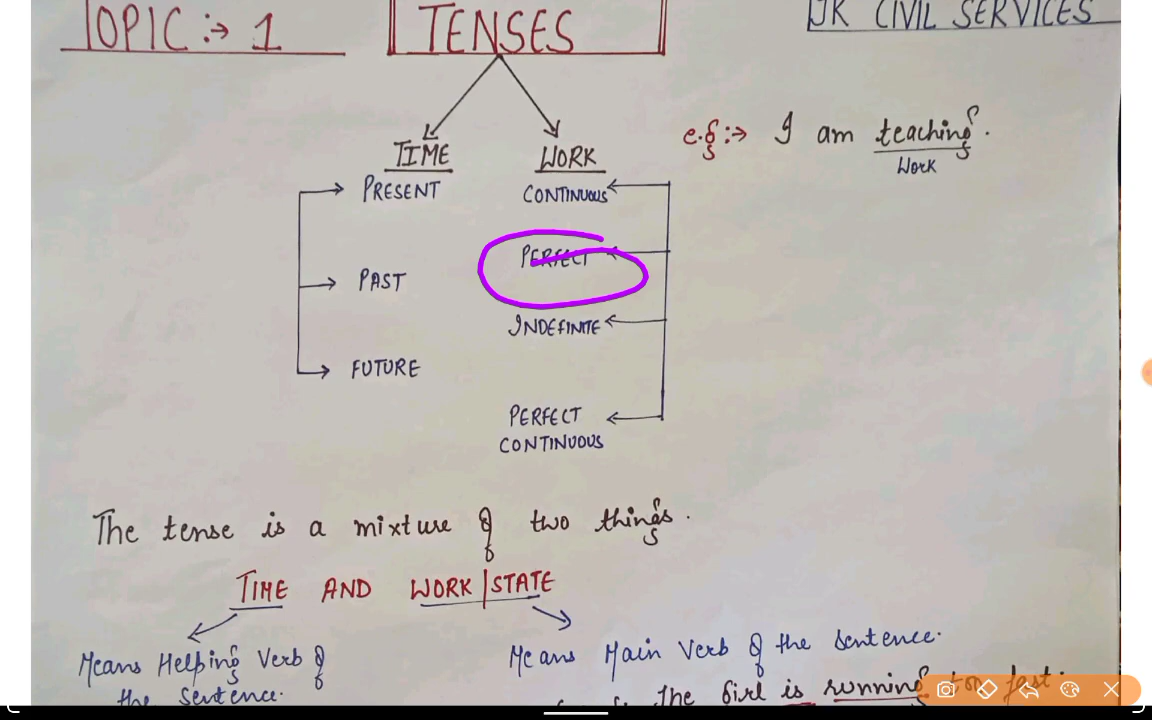 TOPIC :→ 1 TENSES JK CIVIL SERVICES
TIME WORK
e.g :→ I am teaching.
Work
PRESENT CONTINUOUS
PERFECT
PAST
INDEFINITE
FUTURE
PERFECT
CONTINUOUS
The tense is a mixture of two things.
TIME AND WORK|STATE
Means Helping Verb of
the sentence.
Means Main Verb of the sentence.
The Girl is running too fast.